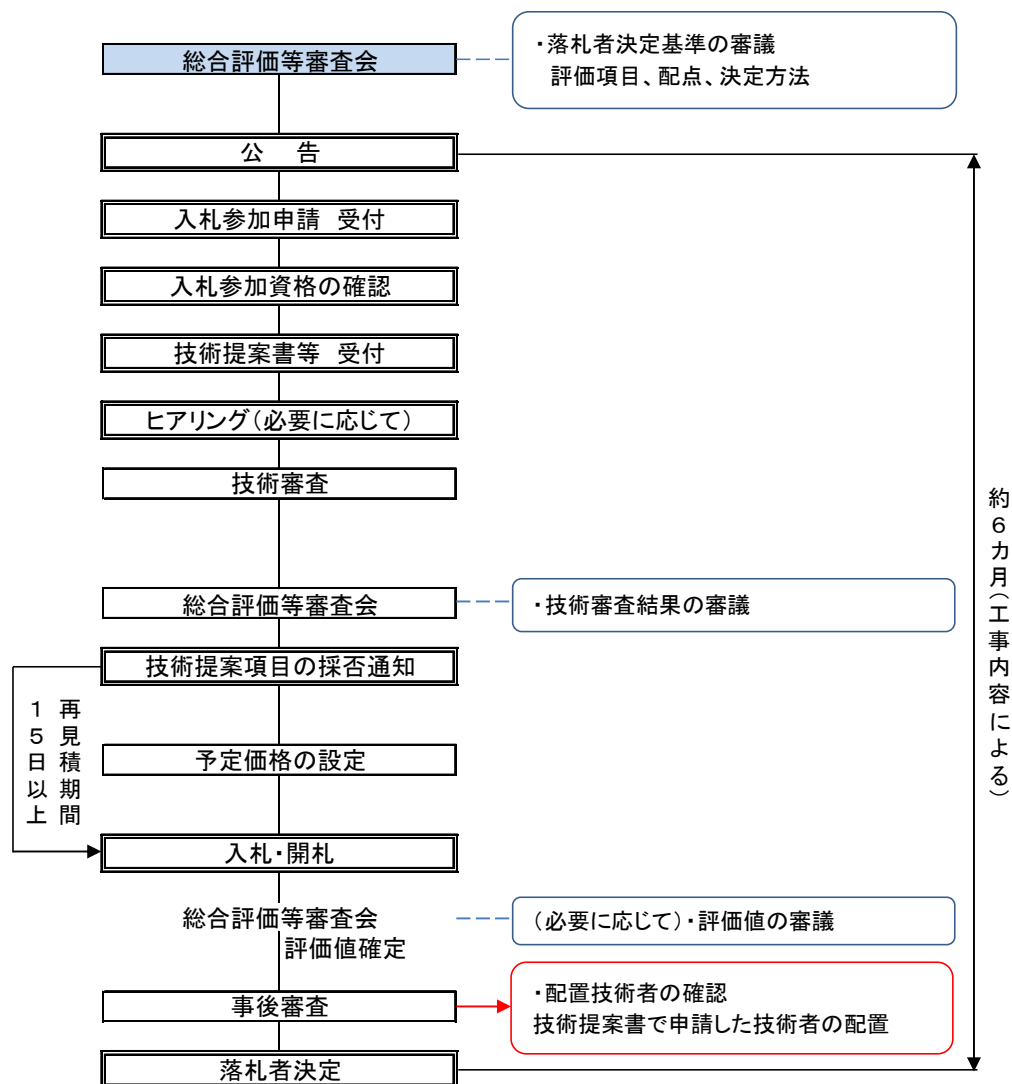 総合評価等審査会
・落札者決定基準の審議
評価項目、配点、決定方法
公　告
入札参加申請　受付
入札参加資格の確認
技術提案書等　受付
ヒアリング（必要に応じて）
技術審査
約６カ月（工事内容による）
総合評価等審査会
・技術審査結果の審議
技術提案項目の採否通知
再見積期間
１５日以上
予定価格の設定
入札・開札
総合評価等審査会
評価値確定
（必要に応じて）・評価値の審議
事後審査
・配置技術者の確認
技術提案書で申請した技術者の配置
落札者決定